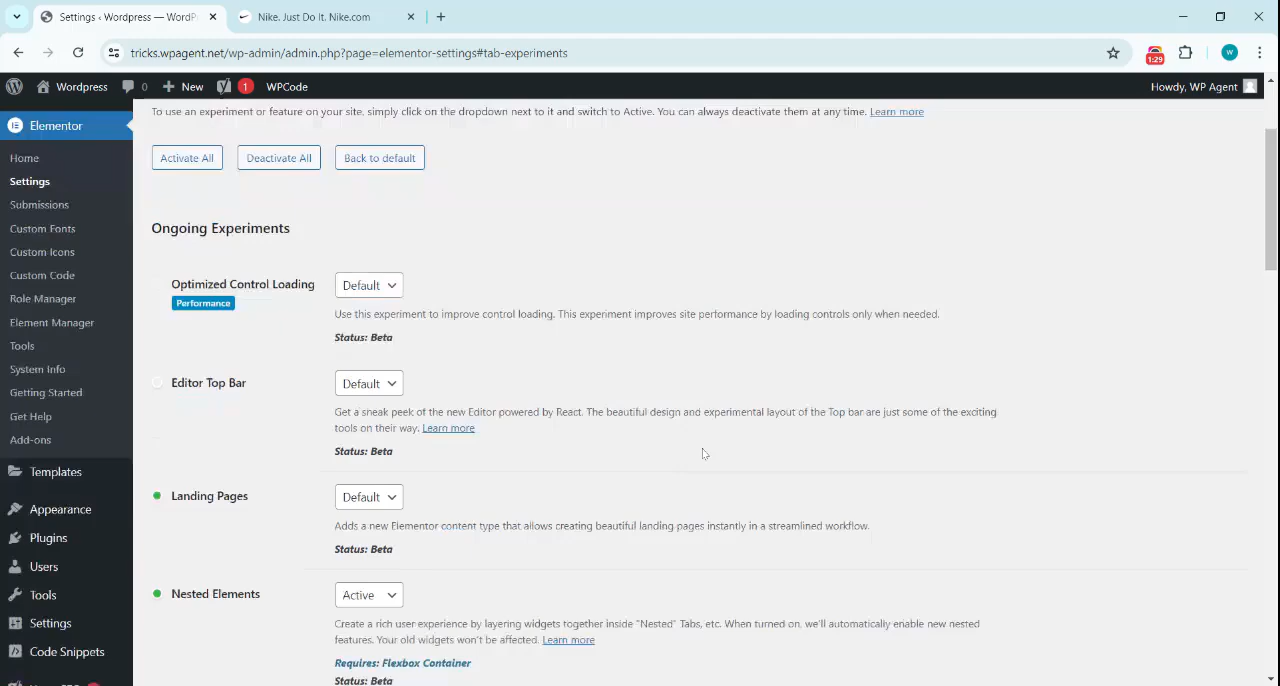 Settings ‹ Wordpress — WordP
Nike. Just Do It. Nike.com
tricks.wpagent.net/wp-admin/admin.php?page=elementor-settings#tab-experiments
1:29
W
Wordpress
0
New
1
WPCode
Howdy, WP Agent
Elementor
Home
Settings
Submissions
Custom Fonts
Custom Icons
Custom Code
Role Manager
Element Manager
Tools
System Info
Getting Started
Get Help
Add-ons
Templates
Appearance
Plugins
Users
Tools
Settings
Code Snippets
To use an experiment or feature on your site, simply click on the dropdown next to it and switch to Active. You can always deactivate them at any time. Learn more
Activate All
Deactivate All
Back to default
Ongoing Experiments
Optimized Control Loading
Performance
Default
Use this experiment to improve control loading. This experiment improves site performance by loading controls only when needed.
Status: Beta
Editor Top Bar
Default
Get a sneak peek of the new Editor powered by React. The beautiful design and experimental layout of the Top bar are just some of the exciting
tools on their way. Learn more
Status: Beta
Landing Pages
Default
Adds a new Elementor content type that allows creating beautiful landing pages instantly in a streamlined workflow.
Status: Beta
Nested Elements
Active
Create a rich user experience by layering widgets together inside "Nested" Tabs, etc. When turned on, we'll automatically enable new nested
features. Your old widgets won't be affected. Learn more
Requires: Flexbox Container
Status: Beta